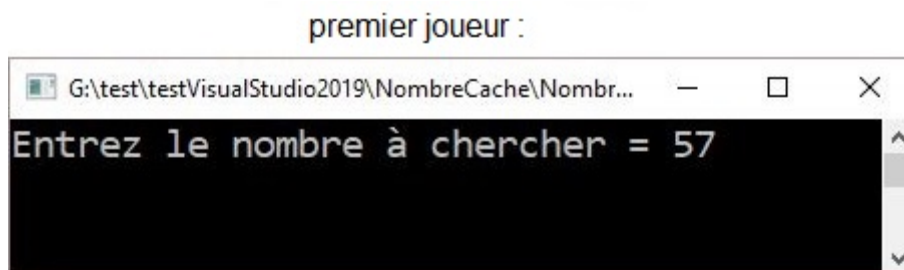 premier joueur :
G:\test\testVisualStudio2019\NombreCache\Nombr...
Entrez le nombre à chercher = 57